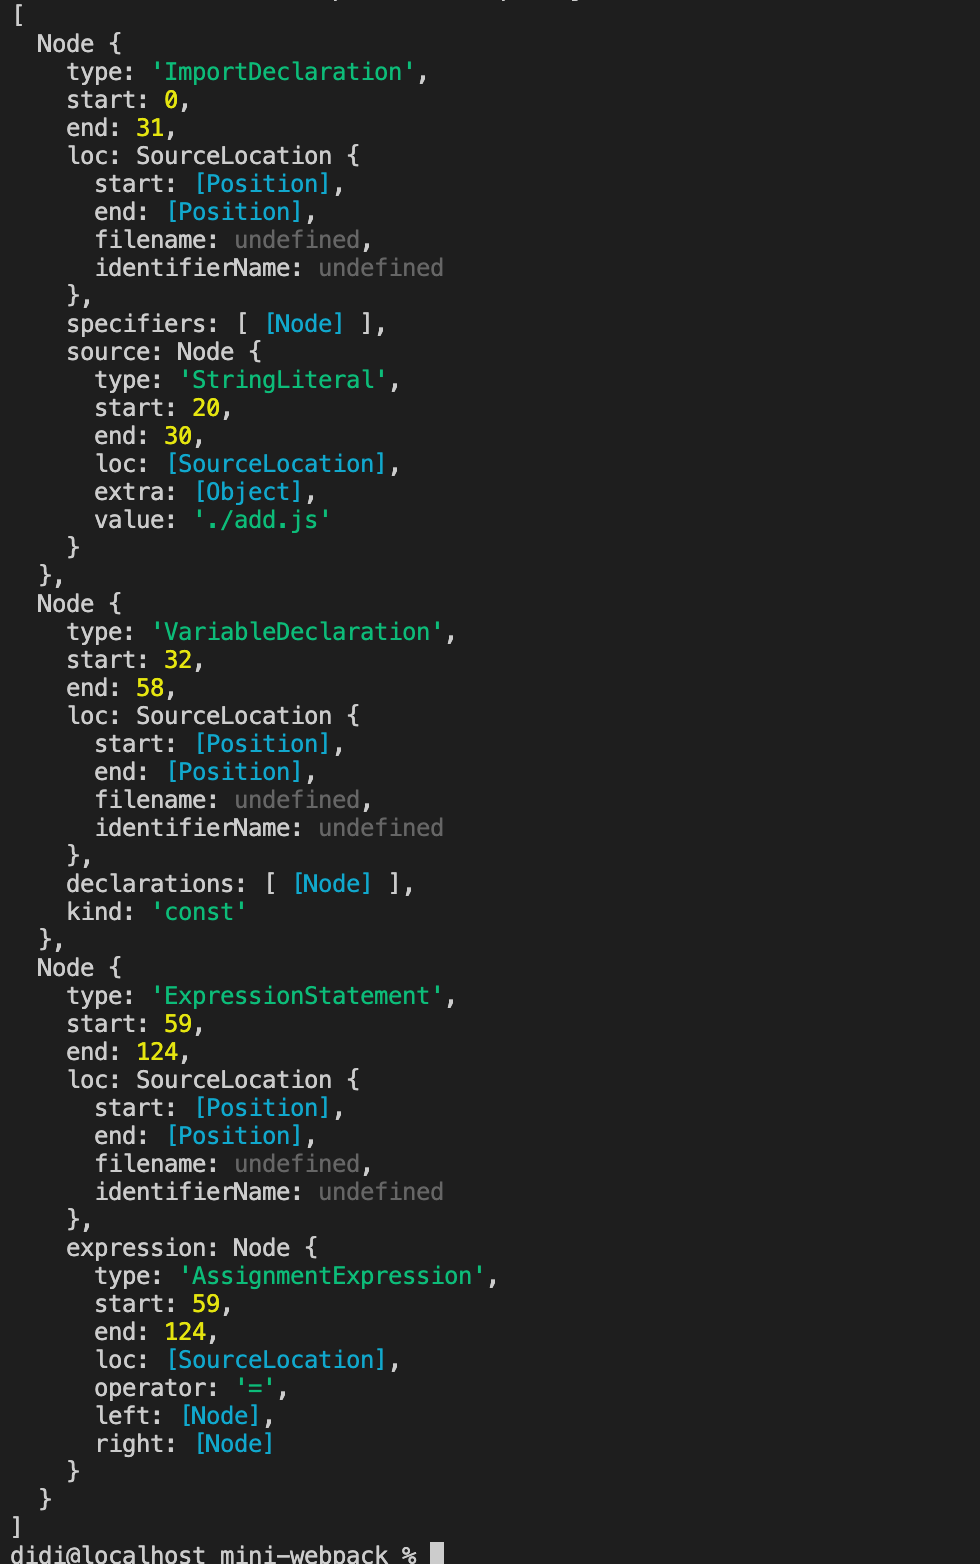 [
  Node {
    type: 'ImportDeclaration',
    start: 0,
    end: 31,
    loc: SourceLocation {
      start: [Position],
      end: [Position],
      filename: undefined,
      identifierName: undefined
    },
    specifiers: [ [Node] ],
    source: Node {
      type: 'StringLiteral',
      start: 20,
      end: 30,
      loc: [SourceLocation],
      extra: [Object],
      value: './add.js'
    }
  },
  Node {
    type: 'VariableDeclaration',
    start: 32,
    end: 58,
    loc: SourceLocation {
      start: [Position],
      end: [Position],
      filename: undefined,
      identifierName: undefined
    },
    declarations: [ [Node] ],
    kind: 'const'
  },
  Node {
    type: 'ExpressionStatement',
    start: 59,
    end: 124,
    loc: SourceLocation {
      start: [Position],
      end: [Position],
      filename: undefined,
      identifierName: undefined
    },
    expression: Node {
      type: 'AssignmentExpression',
      start: 59,
      end: 124,
      loc: [SourceLocation],
      operator: '=',
      left: [Node],
      right: [Node]
    }
  }
]
didi@localhost mini-webpack %